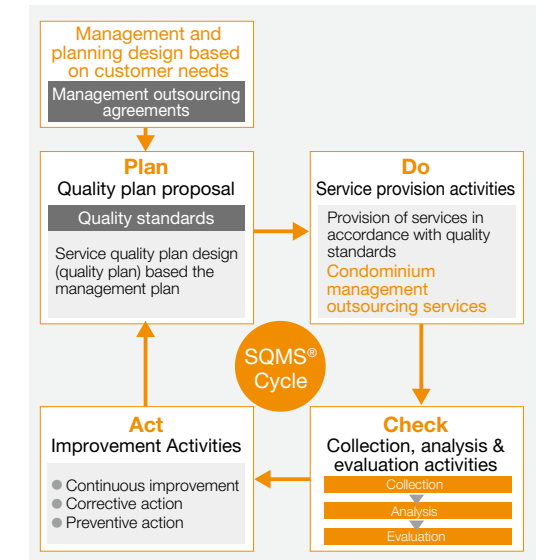 Management and
planning design based
on customer needs
Management outsourcing
agreements
Plan
Quality plan proposal
Quality standards
Service quality plan design
(quality plan) based the
management plan
Do
Service provision activities
Provision of services in
accordance with quality
standards
Condominium
management
outsourcing services
SQMS®
Cycle
Act
Improvement Activities
Continuous improvement
Corrective action
Preventive action
Check
Collection, analysis &
evaluation activities
Collection
Analysis
Evaluation